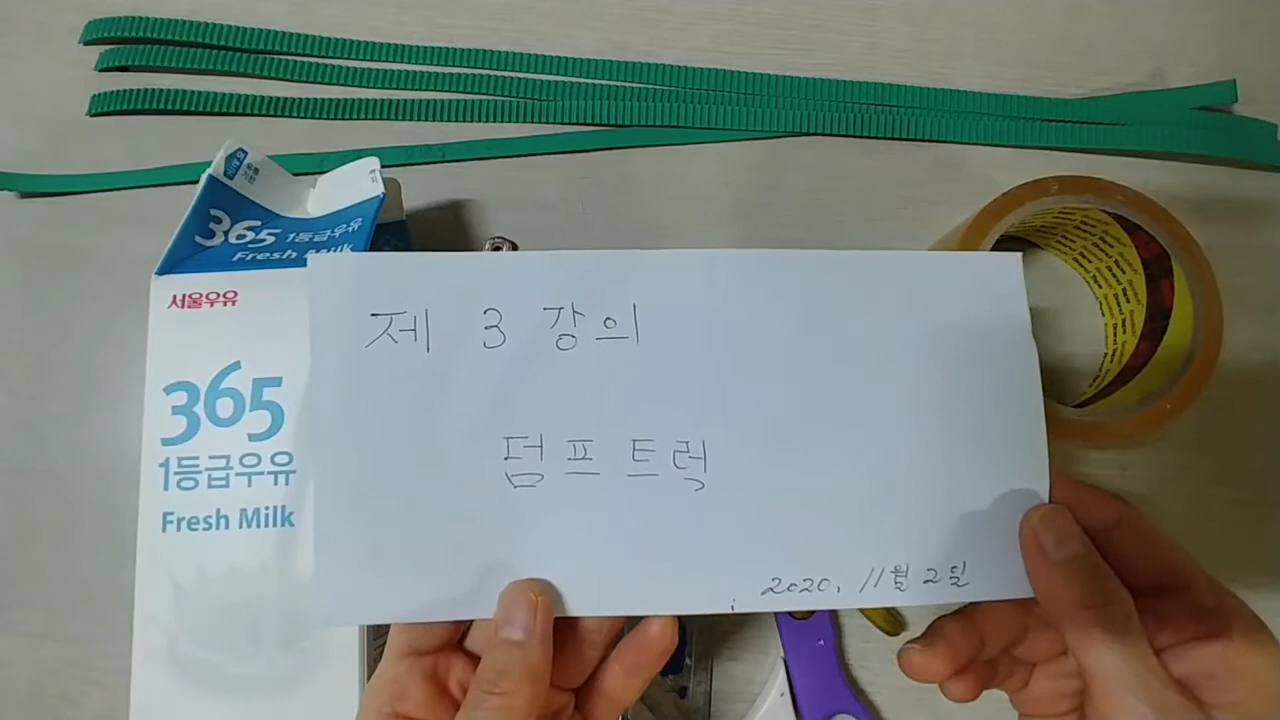 365 1등급우유
Fresh Milk
서울우유
365
1등급우유
Fresh Milk
제 3 강의
덤프 트럭
2020. 11월 2일